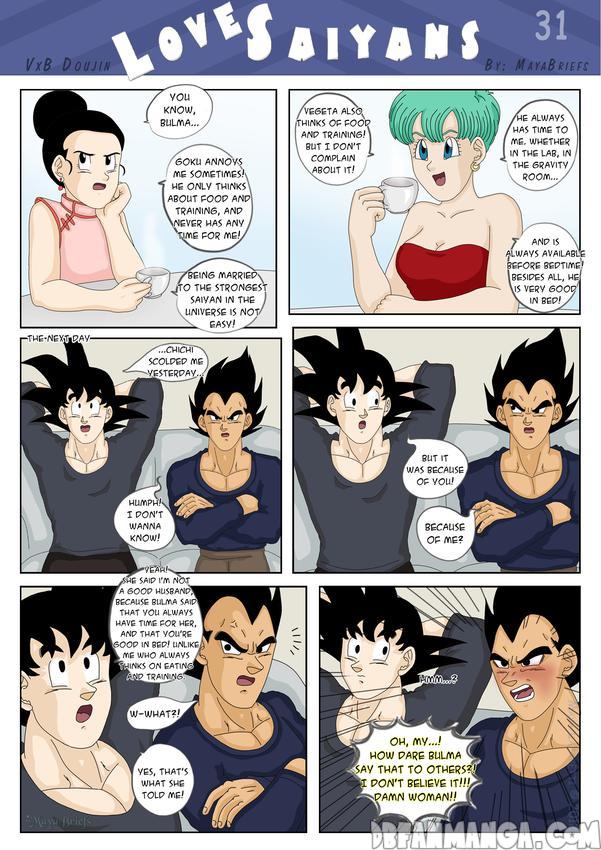 LOVE SAIYANS
31
VXB DOUJIN
BY: MAYABRIEFS
YOU
KNOW,
BULMA...
GOKU ANNOYS
ME SOMETIMES!
HE ONLY THINKS
ABOUT FOOD AND
TRAINING, AND
NEVER HAS ANY
TIME FOR ME!
BEING MARRIED
TO THE STRONGEST
SAIYAN IN THE
UNIVERSE IS NOT
EASY!
VEGETA ALSO
THINKS OF FOOD
AND TRAINING!
BUT I DON'T
COMPLAIN
ABOUT IT!
HE ALWAYS
HAS TIME TO
ME. WHETHER
IN THE LAB, IN
THE GRAVITY
ROOM...
AND IS
ALWAYS AVAILABLE
BEFORE BEDTIME!
BESIDES ALL, HE
IS VERY GOOD
IN BED!
THE NEXT DAY
...CHICHI
SCOLDED ME
YESTERDAY...
HUMPH!
I DON'T
WANNA
KNOW!
BUT IT
WAS BECAUSE
OF YOU!
BECAUSE
OF ME?
YEAH!
SHE SAID I'M NOT
A GOOD HUSBAND,
BECAUSE BULMA SAID
THAT YOU ALWAYS
HAVE TIME FOR HER,
AND THAT YOU'RE
GOOD IN BED! UNLIKE
ME WHO ALWAYS
THINKS ON EATING
AND TRAINING.
W-WHAT?!
YES, THAT'S
WHAT SHE
TOLD ME!
HMM...?
OH, MY...!
HOW DARE BULMA
SAY THAT TO OTHERS?!
I DON'T BELIEVE IT!!!
DAMN WOMAN!!
Maya Briefs
DBFANMANGA.COM